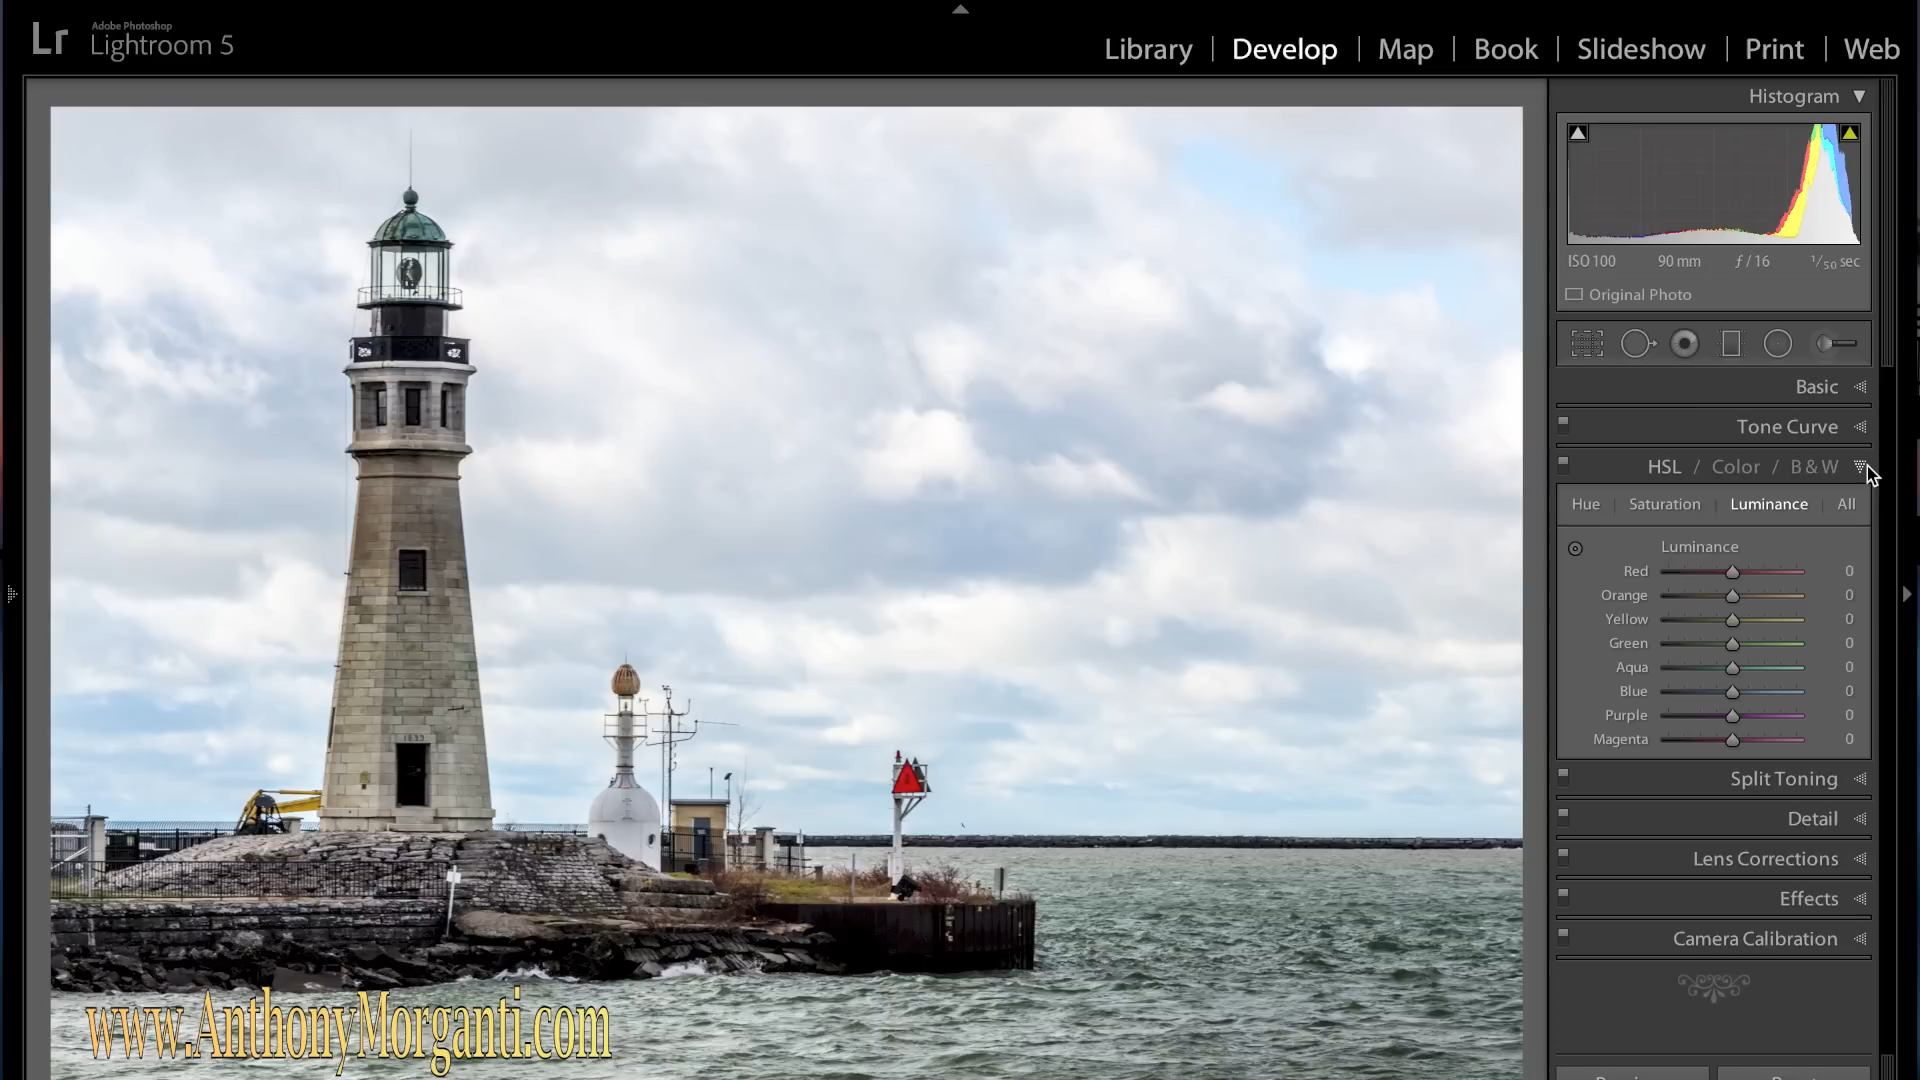 Lr
Adobe Photoshop
Lightroom 5
Library | Develop | Map | Book | Slideshow | Print | Web
Histogram
ISO 100 90 mm ƒ / 16 1/50 sec
Original Photo
Basic
Tone Curve
HSL / Color / B & W
Hue Saturation Luminance All
Luminance
Red 0
Orange 0
Yellow 0
Green 0
Aqua 0
Blue 0
Purple 0
Magenta 0
Split Toning
Detail
Lens Corrections
Effects
Camera Calibration
1833
www.AnthonyMorganti.com